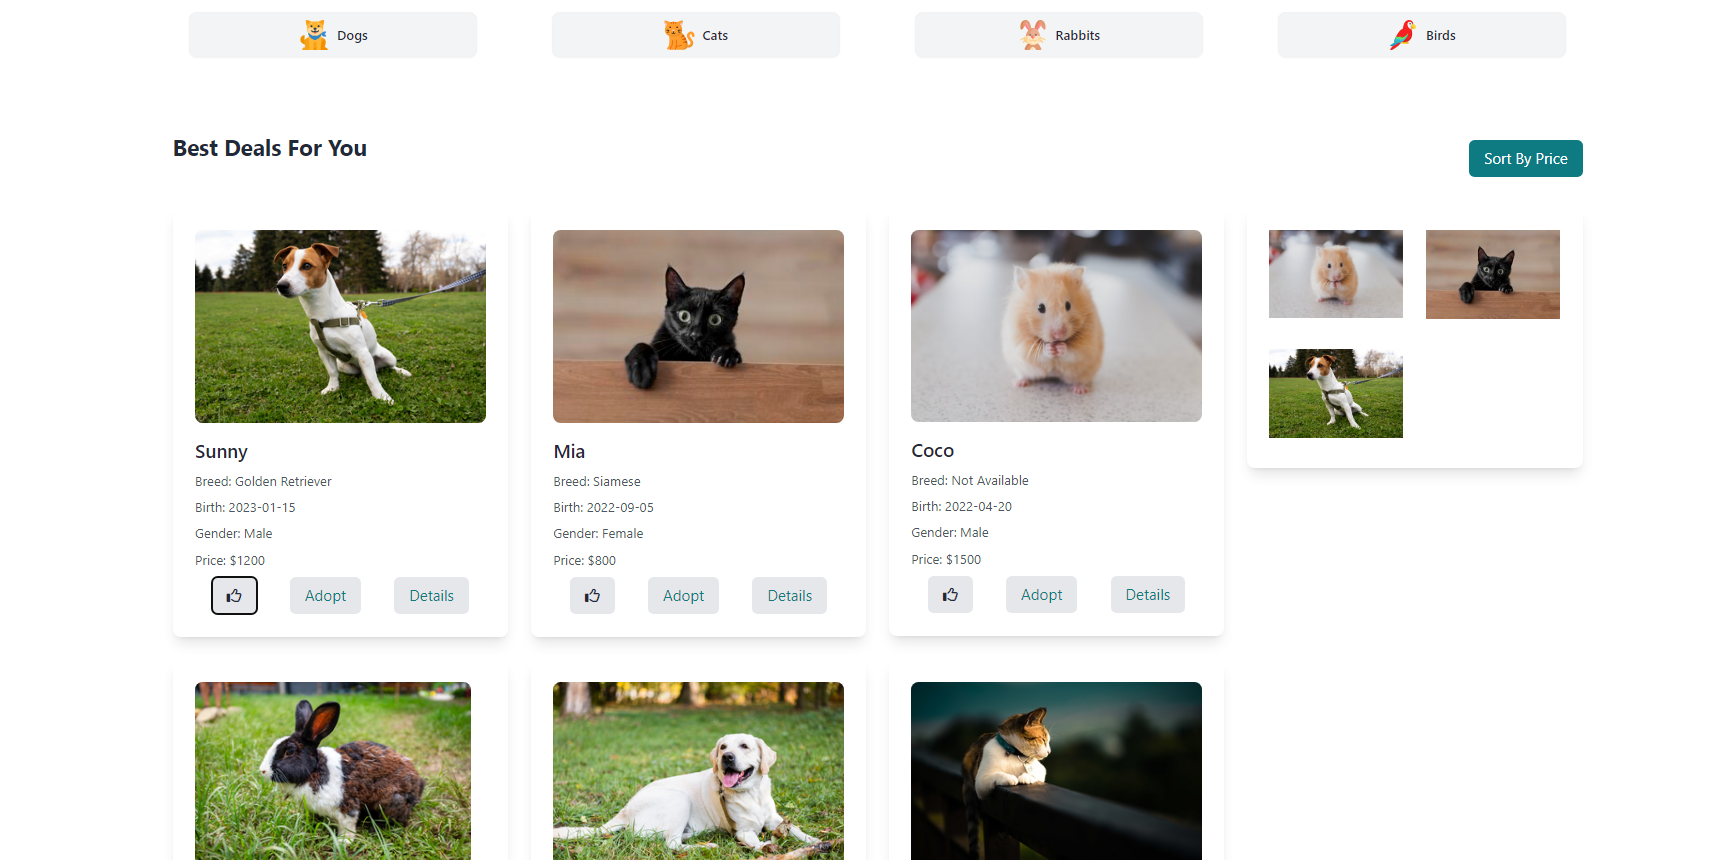 Dogs
Cats
Rabbits
Birds
Best Deals For You
Sort By Price
Sunny
Breed: Golden Retriever
Birth: 2023-01-15
Gender: Male
Price: $1200
Adopt
Details
Mia
Breed: Siamese
Birth: 2022-09-05
Gender: Female
Price: $800
Adopt
Details
Coco
Breed: Not Available
Birth: 2022-04-20
Gender: Male
Price: $1500
Adopt
Details